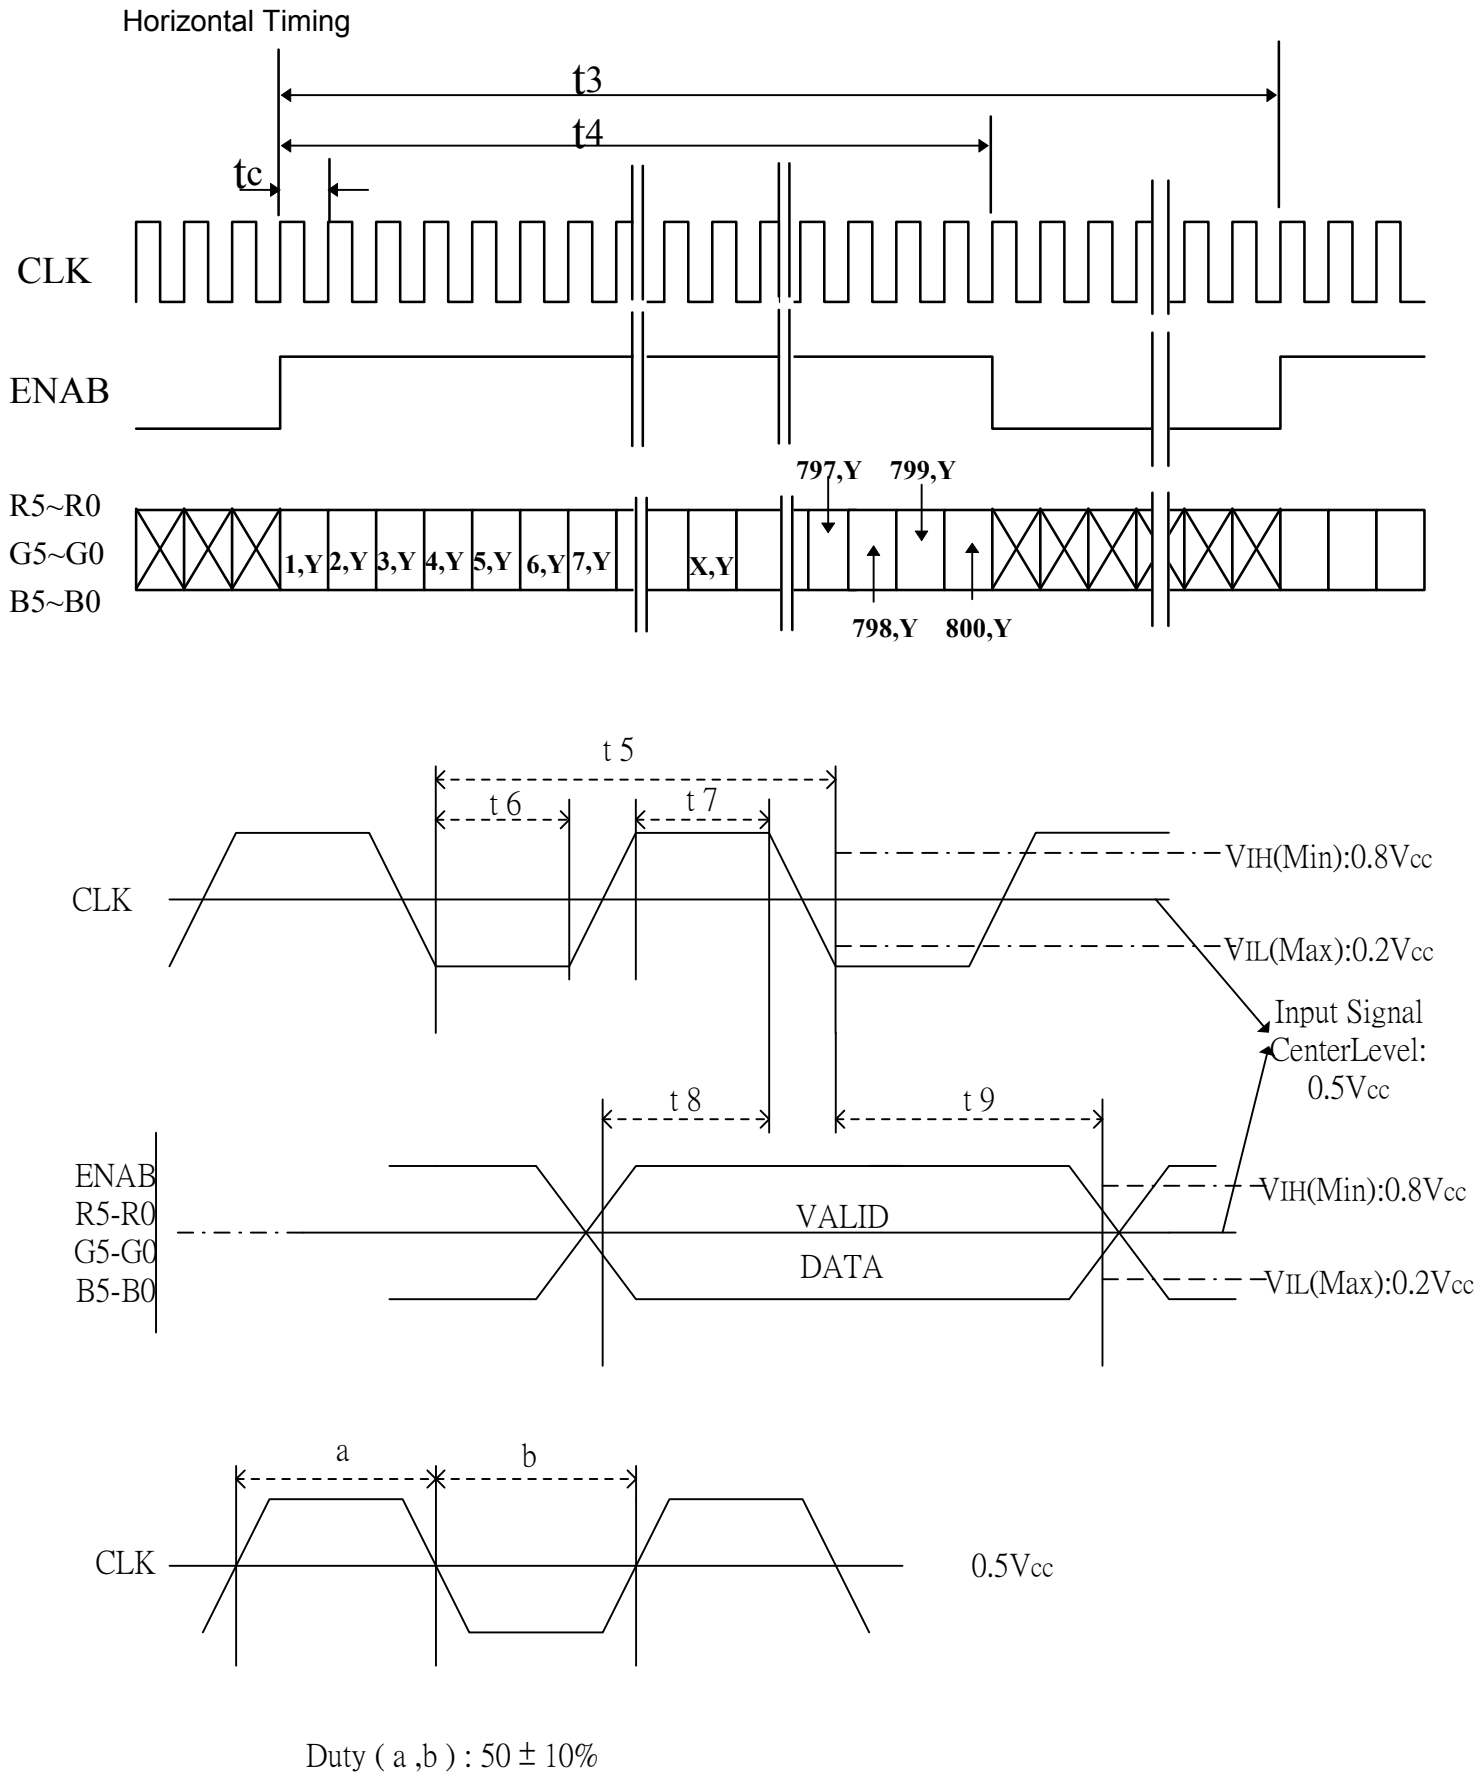 Horizontal Timing
t3
t4
tc
CLK
ENAB
797,Y 799,Y
R5~R0
G5~G0
B5~B0
1,Y 2,Y 3,Y 4,Y 5,Y 6,Y 7,Y X,Y
798,Y 800,Y
t 5
t 6 t 7
VIH(Min):0.8Vcc
CLK
VIL(Max):0.2Vcc
Input Signal
CenterLevel:
0.5Vcc
t 8 t 9
ENAB
R5-R0
G5-G0
B5-B0
VALID
DATA
VIH(Min):0.8Vcc
VIL(Max):0.2Vcc
a b
CLK
0.5Vcc
Duty ( a ,b ) : 50 ± 10%